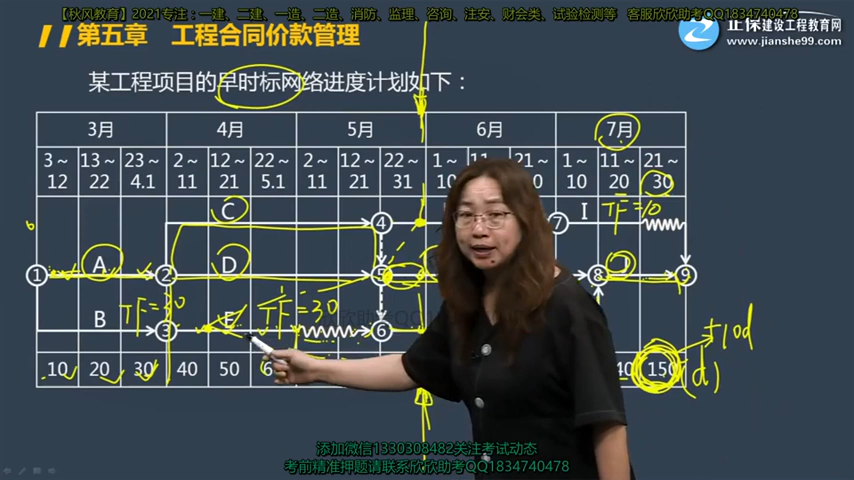 【秋风教育】2021专注：一建、二建、一造、二造、消防、监理、咨询、注安、财会类、试验检测等 客服欣欣助考QQ1834740478
第五章 工程合同价款管理
正保建设工程教育网
www.jianshe99.com
某工程项目的早时标网络进度计划如下：
3月 4月 5月 6月 7月
3～12 13～22 23～4.1 2～11 12～21 22～5.1 2～11 12～21 22～31 1～10 1～10 11～20 21～30
C 4 7 I TF=10
1 A 2 D 5 8 9
B TF=30 3 E TF=30 6
10 20 30 40 50 150 (d) +10d
添加微信1330308482关注考试动态
考前精准押题请联系欣欣助考QQ1834740478